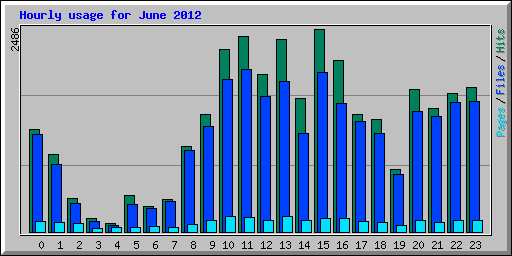 Hourly usage for June 2012
2486
Pages / Files / Hits
0 1 2 3 4 5 6 7 8 9 10 11 12 13 14 15 16 17 18 19 20 21 22 23